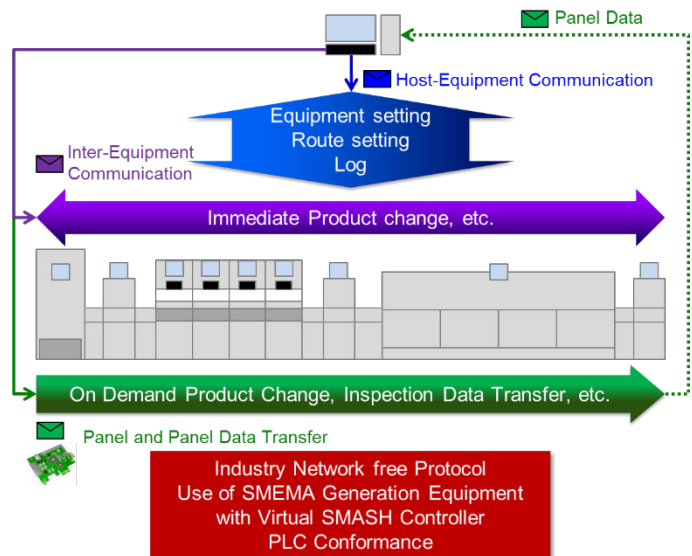 Panel Data
Host-Equipment Communication
Equipment setting
Route setting
Log
Inter-Equipment
Communication
Immediate Product change, etc.
On Demand Product Change, Inspection Data Transfer, etc.
Panel and Panel Data Transfer
Industry Network free Protocol
Use of SMEMA Generation Equipment
with Virtual SMASH Controller
PLC Conformance